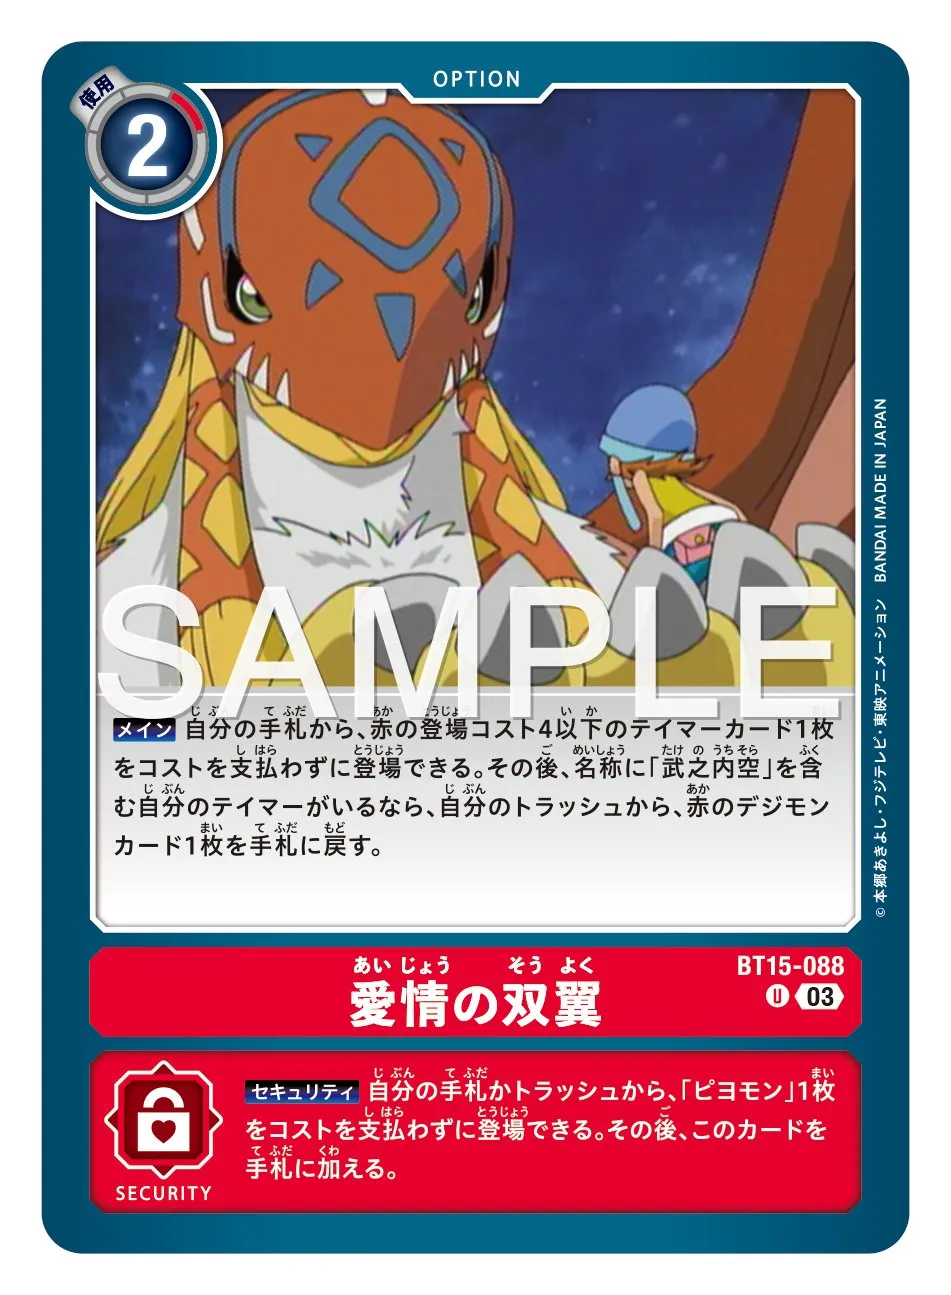 OPTION
使用
2
SAMPLE
メイン 自分の手札から、赤の登場コスト4以下のテイマーカード1枚
をコストを支払わずに登場できる。その後、名称に「武之内空」を含
む自分のテイマーがいるなら、自分のトラッシュから、赤のデジモン
カード1枚を手札に戻す。
©本郷あきよし・フジテレビ・東映アニメーション BANDAI MADE IN JAPAN
あいじょう そうよく
愛情の双翼
BT15-088
U 03
セキュリティ 自分の手札かトラッシュから、「ピヨモン」1枚
をコストを支払わずに登場できる。その後、このカードを
手札に加える。
SECURITY